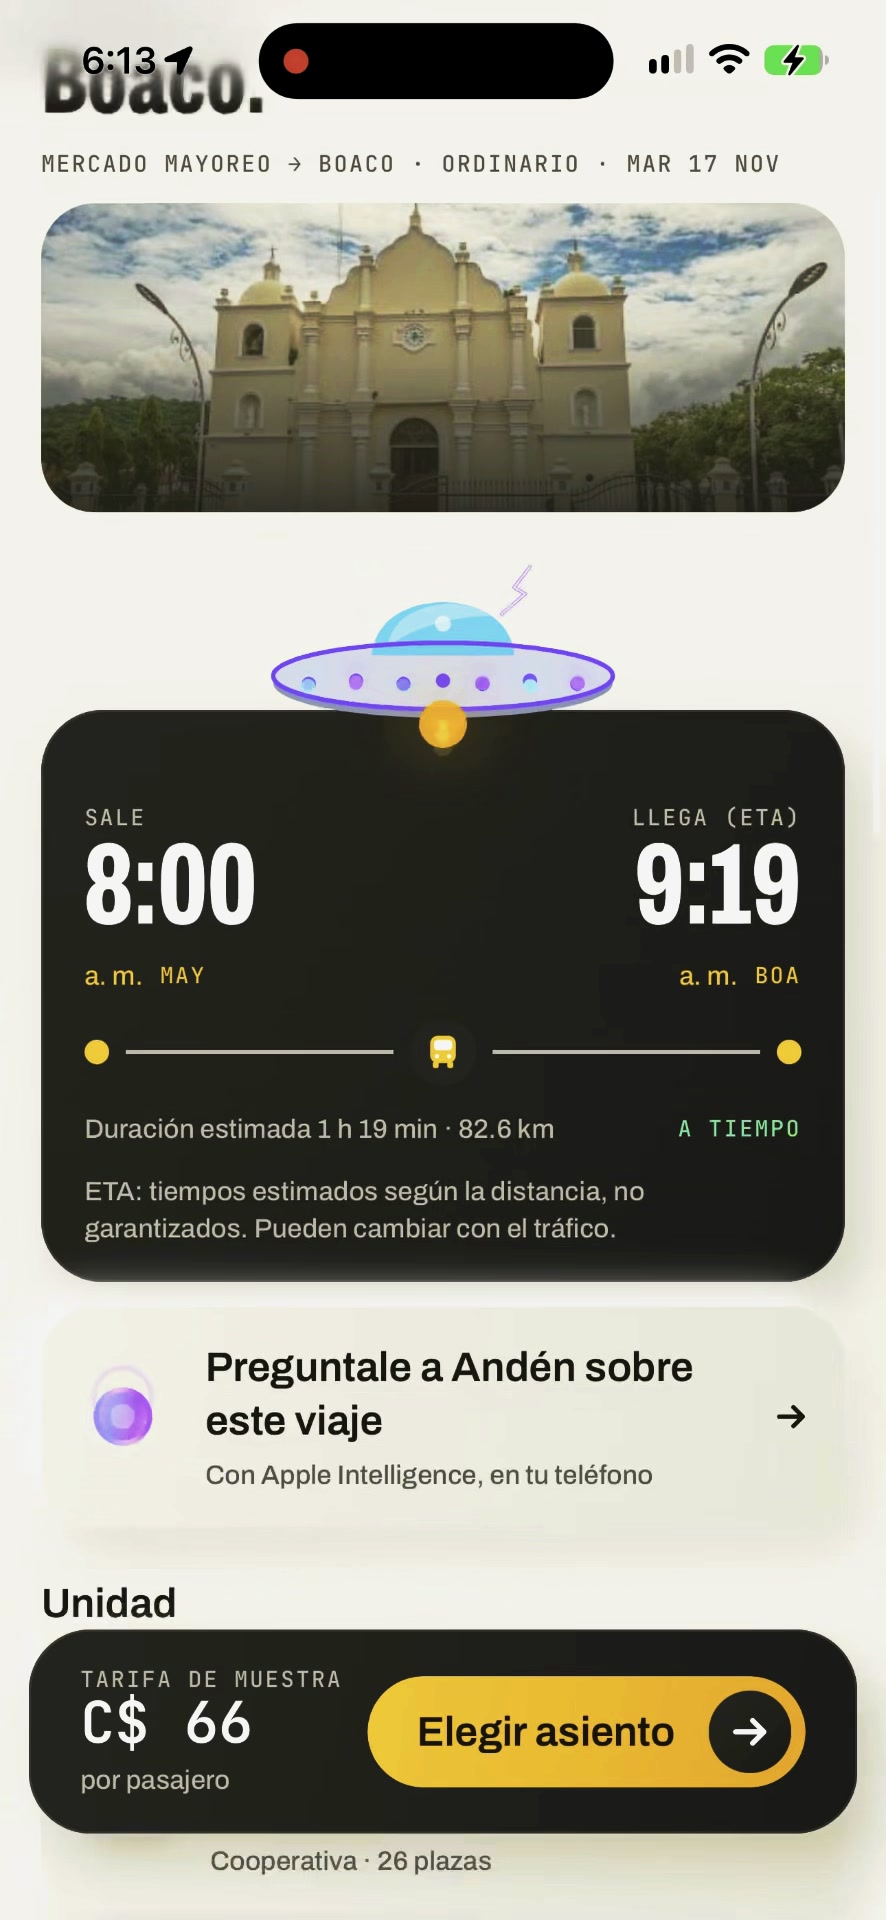 6:13
Boaco.
MERCADO MAYOREO → BOACO · ORDINARIO · MAR 17 NOV
SALE
LLEGA (ETA)
8:00
9:19
a. m. MAY
a. m. BOA
Duración estimada 1 h 19 min · 82.6 km
A TIEMPO
ETA: tiempos estimados según la distancia, no
garantizados. Pueden cambiar con el tráfico.
Preguntale a Andén sobre
este viaje
Con Apple Intelligence, en tu teléfono
Unidad
TARIFA DE MUESTRA
C$ 66
por pasajero
Elegir asiento
Cooperativa · 26 plazas